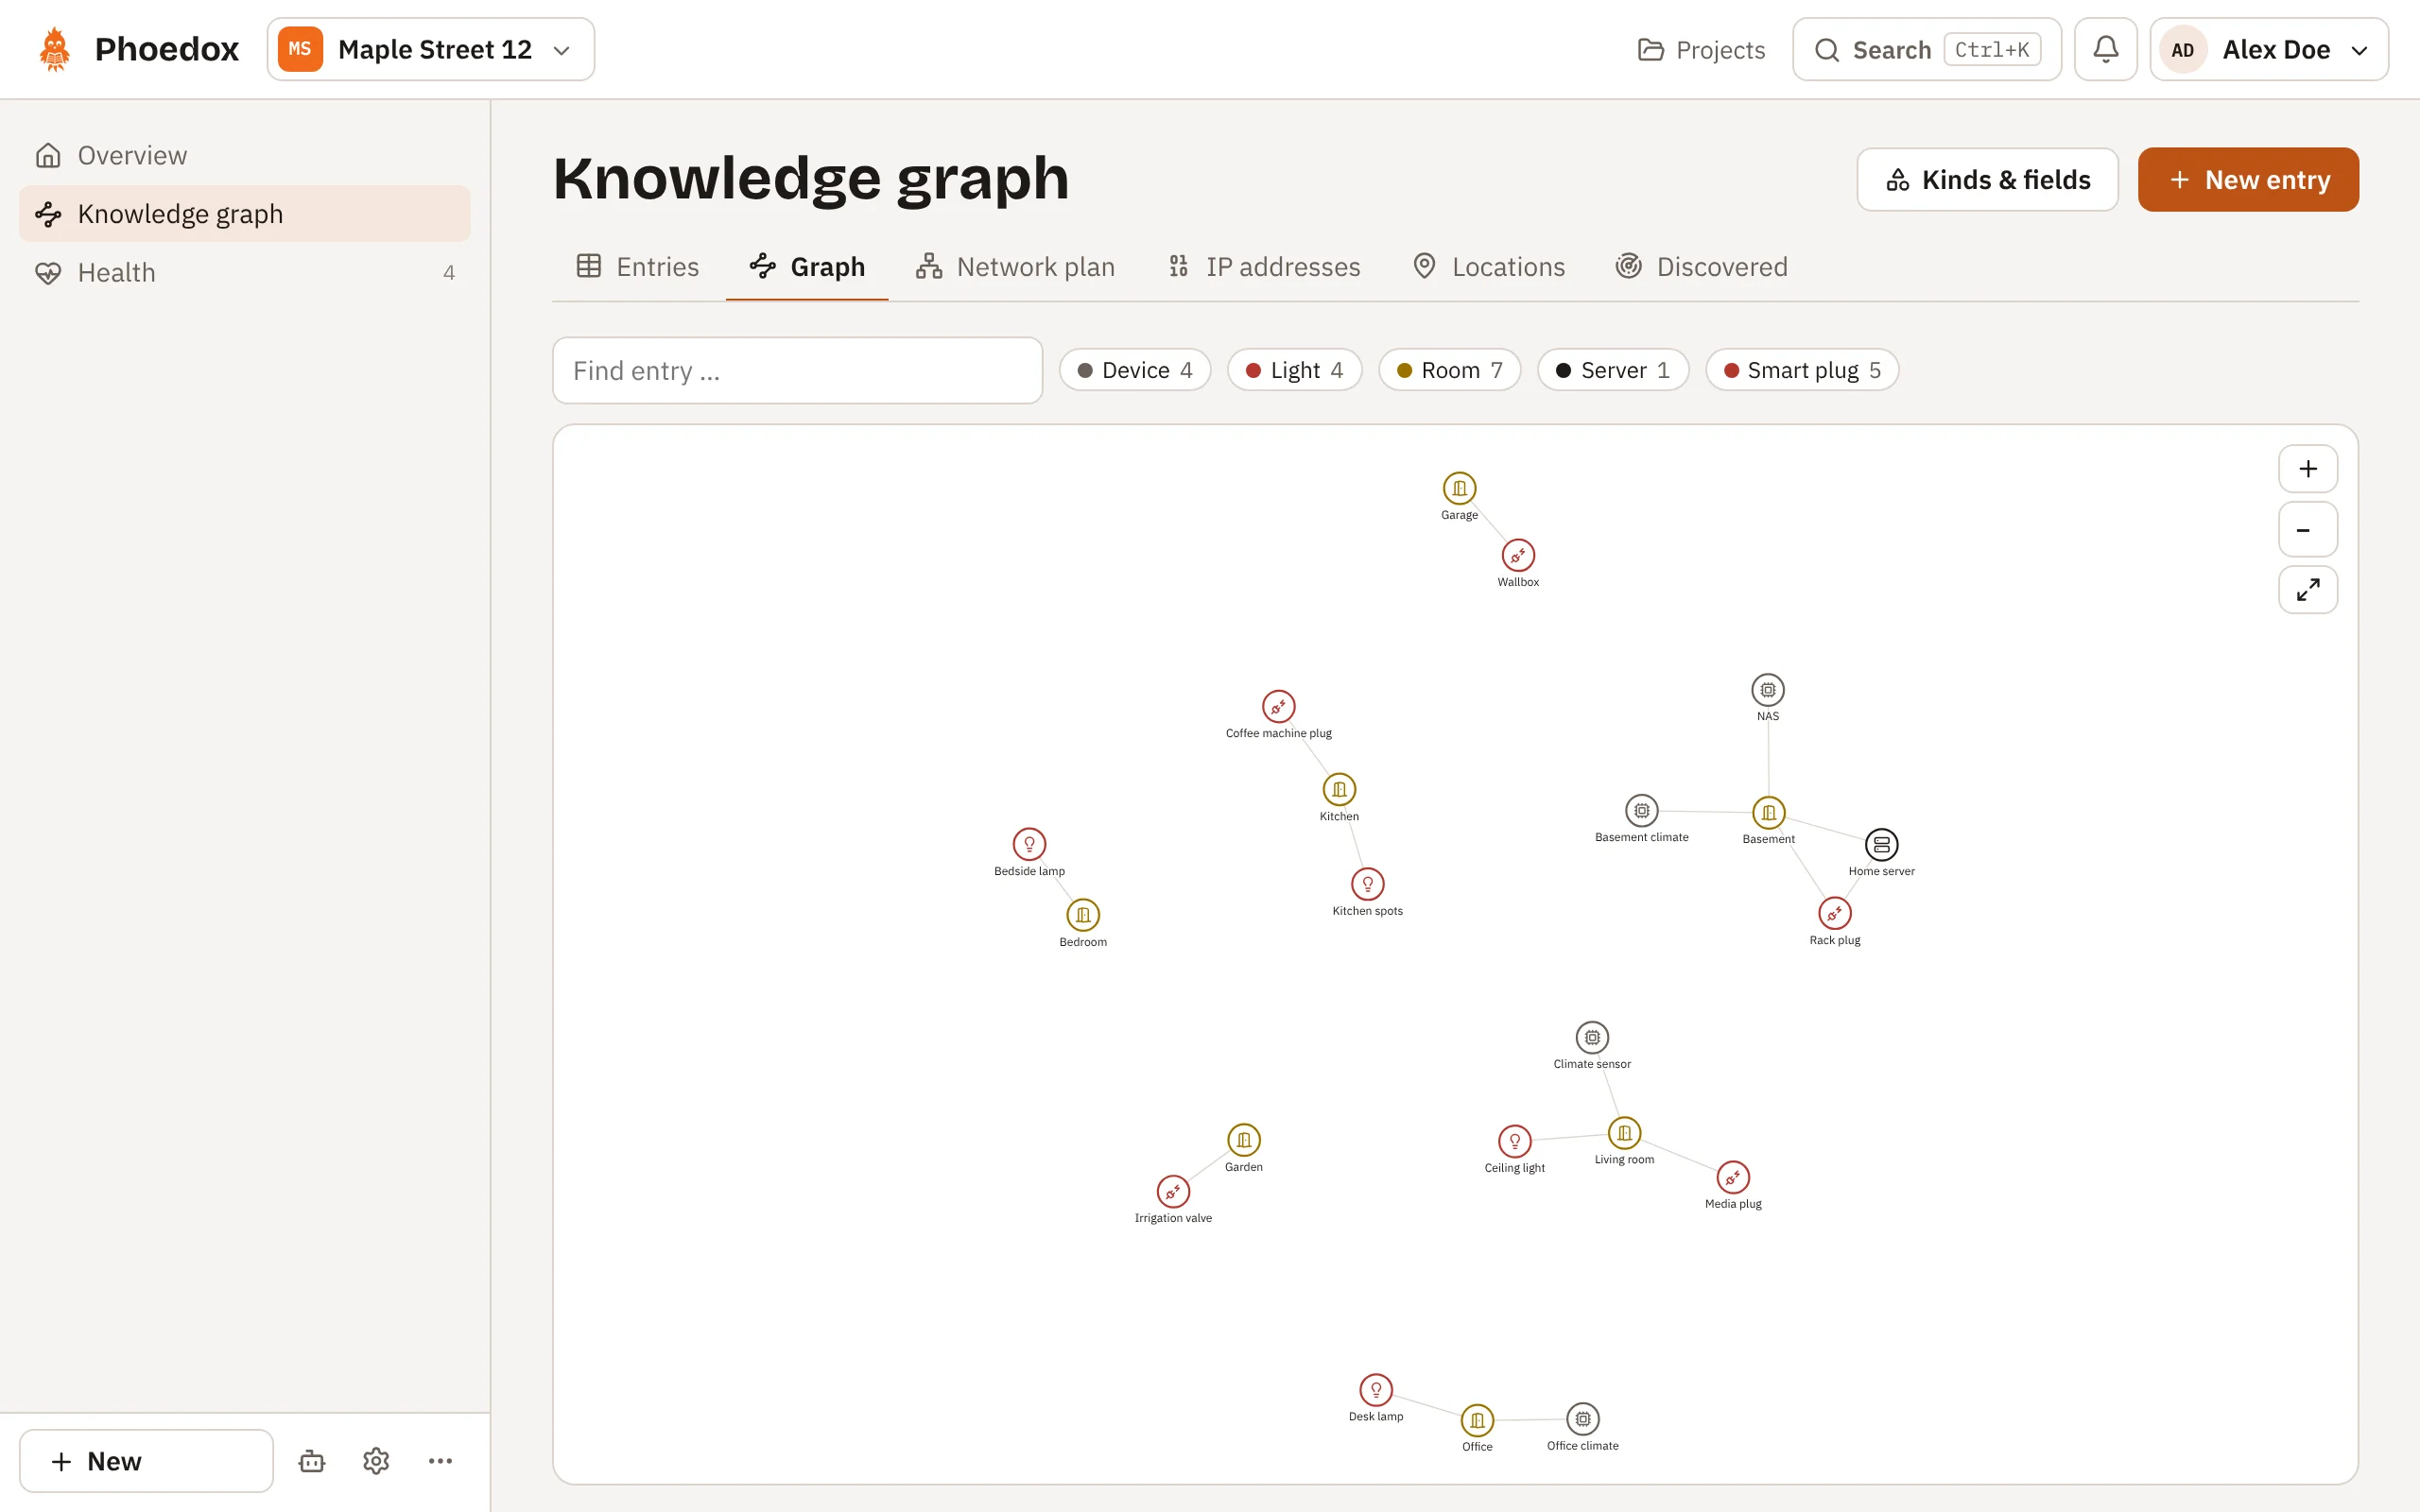 Phoedox
MS Maple Street 12
Projects
Search Ctrl+K
AD Alex Doe
Overview
Knowledge graph
Health 4
Knowledge graph
Kinds & fields
+ New entry
Entries
Graph
Network plan
IP addresses
Locations
Discovered
Find entry ...
Device 4
Light 4
Room 7
Server 1
Smart plug 5
Garage
Wallbox
NAS
Coffee machine plug
Kitchen
Basement climate
Basement
Bedside lamp
Home server
Kitchen spots
Bedroom
Rack plug
Climate sensor
Living room
Garden
Ceiling light
Media plug
Irrigation valve
Desk lamp
Office
Office climate
+ New